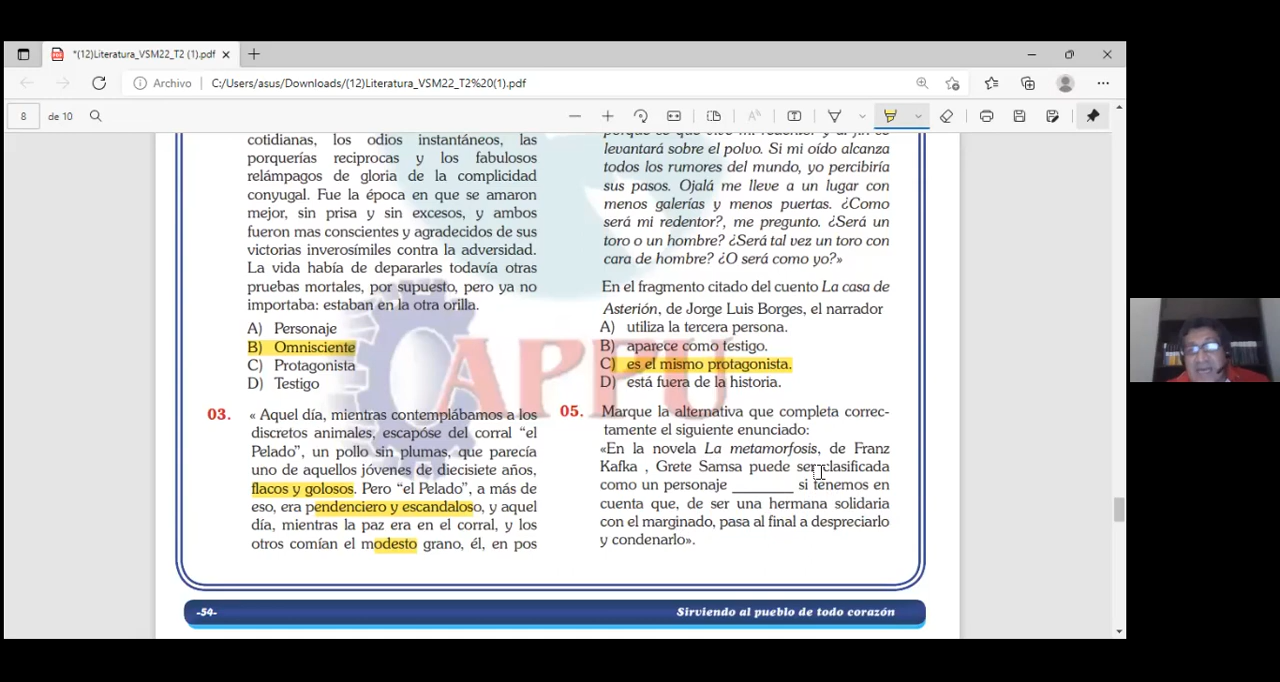 *(12)Literatura_VSM22_T2 (1).pdf
Archivo
C:/Users/asus/Downloads/(12)Literatura_VSM22_T2%20(1).pdf
8 de 10
cotidianas, los odios instantáneos, las
porquerías reciprocas y los fabulosos
relámpagos de gloria de la complicidad
conyugal. Fue la época en que se amaron
mejor, sin prisa y sin excesos, y ambos
fueron mas conscientes y agradecidos de sus
victorias inverosímiles contra la adversidad.
La vida había de depararles todavía otras
pruebas mortales, por supuesto, pero ya no
importaba: estaban en la otra orilla.
A) Personaje
B) Omnisciente
C) Protagonista
D) Testigo
03. « Aquel día, mientras contemplábamos a los
discretos animales, escapóse del corral “el
Pelado”, un pollo sin plumas, que parecía
uno de aquellos jóvenes de diecisiete años,
flacos y golosos. Pero “el Pelado”, a más de
eso, era pendenciero y escandaloso, y aquel
día, mientras la paz era en el corral, y los
otros comían el modesto grano, él, en pos
porque es que vive mi redentor y al fin se
levantará sobre el polvo. Si mi oído alcanza
todos los rumores del mundo, yo percibiría
sus pasos. Ojalá me lleve a un lugar con
menos galerías y menos puertas. ¿Como
será mi redentor?, me pregunto. ¿Será un
toro o un hombre? ¿Será tal vez un toro con
cara de hombre? ¿O será como yo?»
En el fragmento citado del cuento La casa de
Asterión, de Jorge Luis Borges, el narrador
A) utiliza la tercera persona.
B) aparece como testigo.
C) es el mismo protagonista.
D) está fuera de la historia.
05. Marque la alternativa que completa correc-
tamente el siguiente enunciado:
«En la novela La metamorfosis, de Franz
Kafka , Grete Samsa puede ser clasificada
como un personaje ________ si tenemos en
cuenta que, de ser una hermana solidaria
con el marginado, pasa al final a despreciarlo
y condenarlo».
APPU
-54-
Sirviendo al pueblo de todo corazón